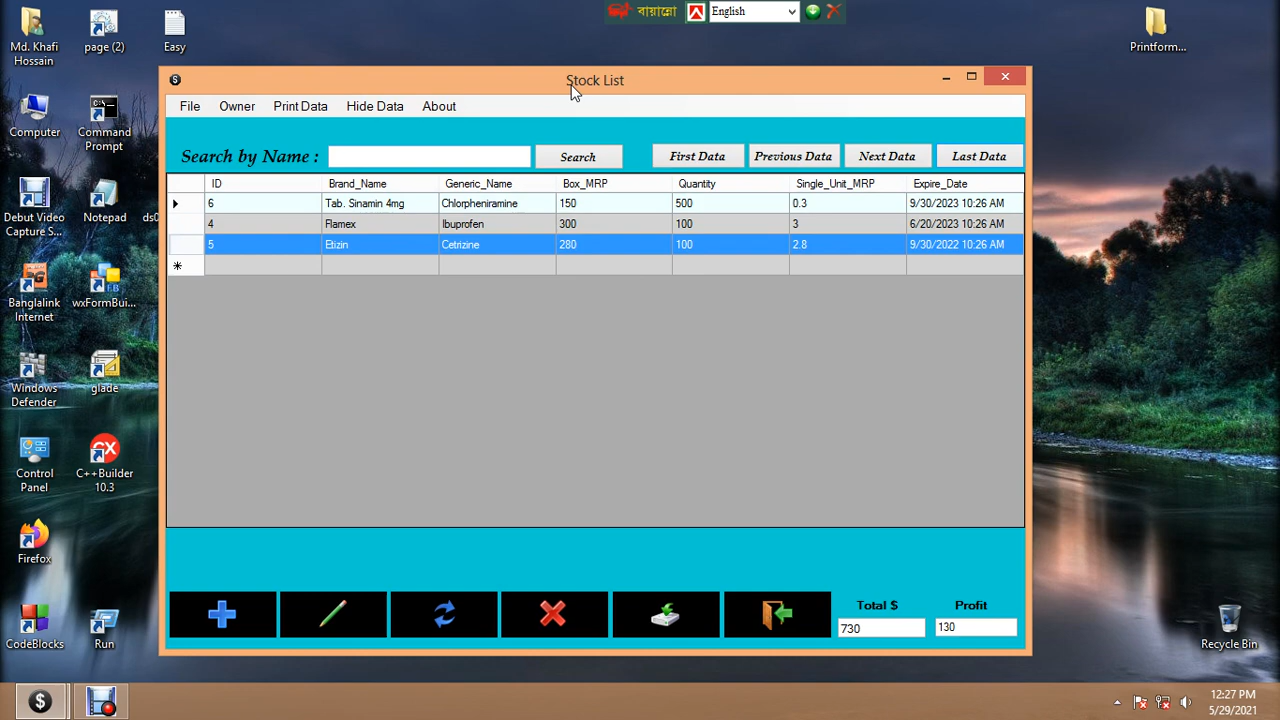 বায়ান্নো English
Md. Khafi Hossain
page (2)
Easy
Printform...
Computer
Command Prompt
Debut Video Capture S...
Notepad
ds0
Banglalink Internet
wxFormBui...
Windows Defender
glade
Control Panel
C++Builder 10.3
Firefox
CodeBlocks
Run
Recycle Bin
Stock List
File Owner Print Data Hide Data About
Search by Name : Search First Data Previous Data Next Data Last Data
ID Brand_Name Generic_Name Box_MRP Quantity Single_Unit_MRP Expire_Date
6 Tab. Sinamin 4mg Chlorpheniramine 150 500 0.3 9/30/2023 10:26 AM
4 Flamex Ibuprofen 300 100 3 6/20/2023 10:26 AM
5 Etizin Cetrizine 280 100 2.8 9/30/2022 10:26 AM
Total $ Profit
730 130
12:27 PM
5/29/2021